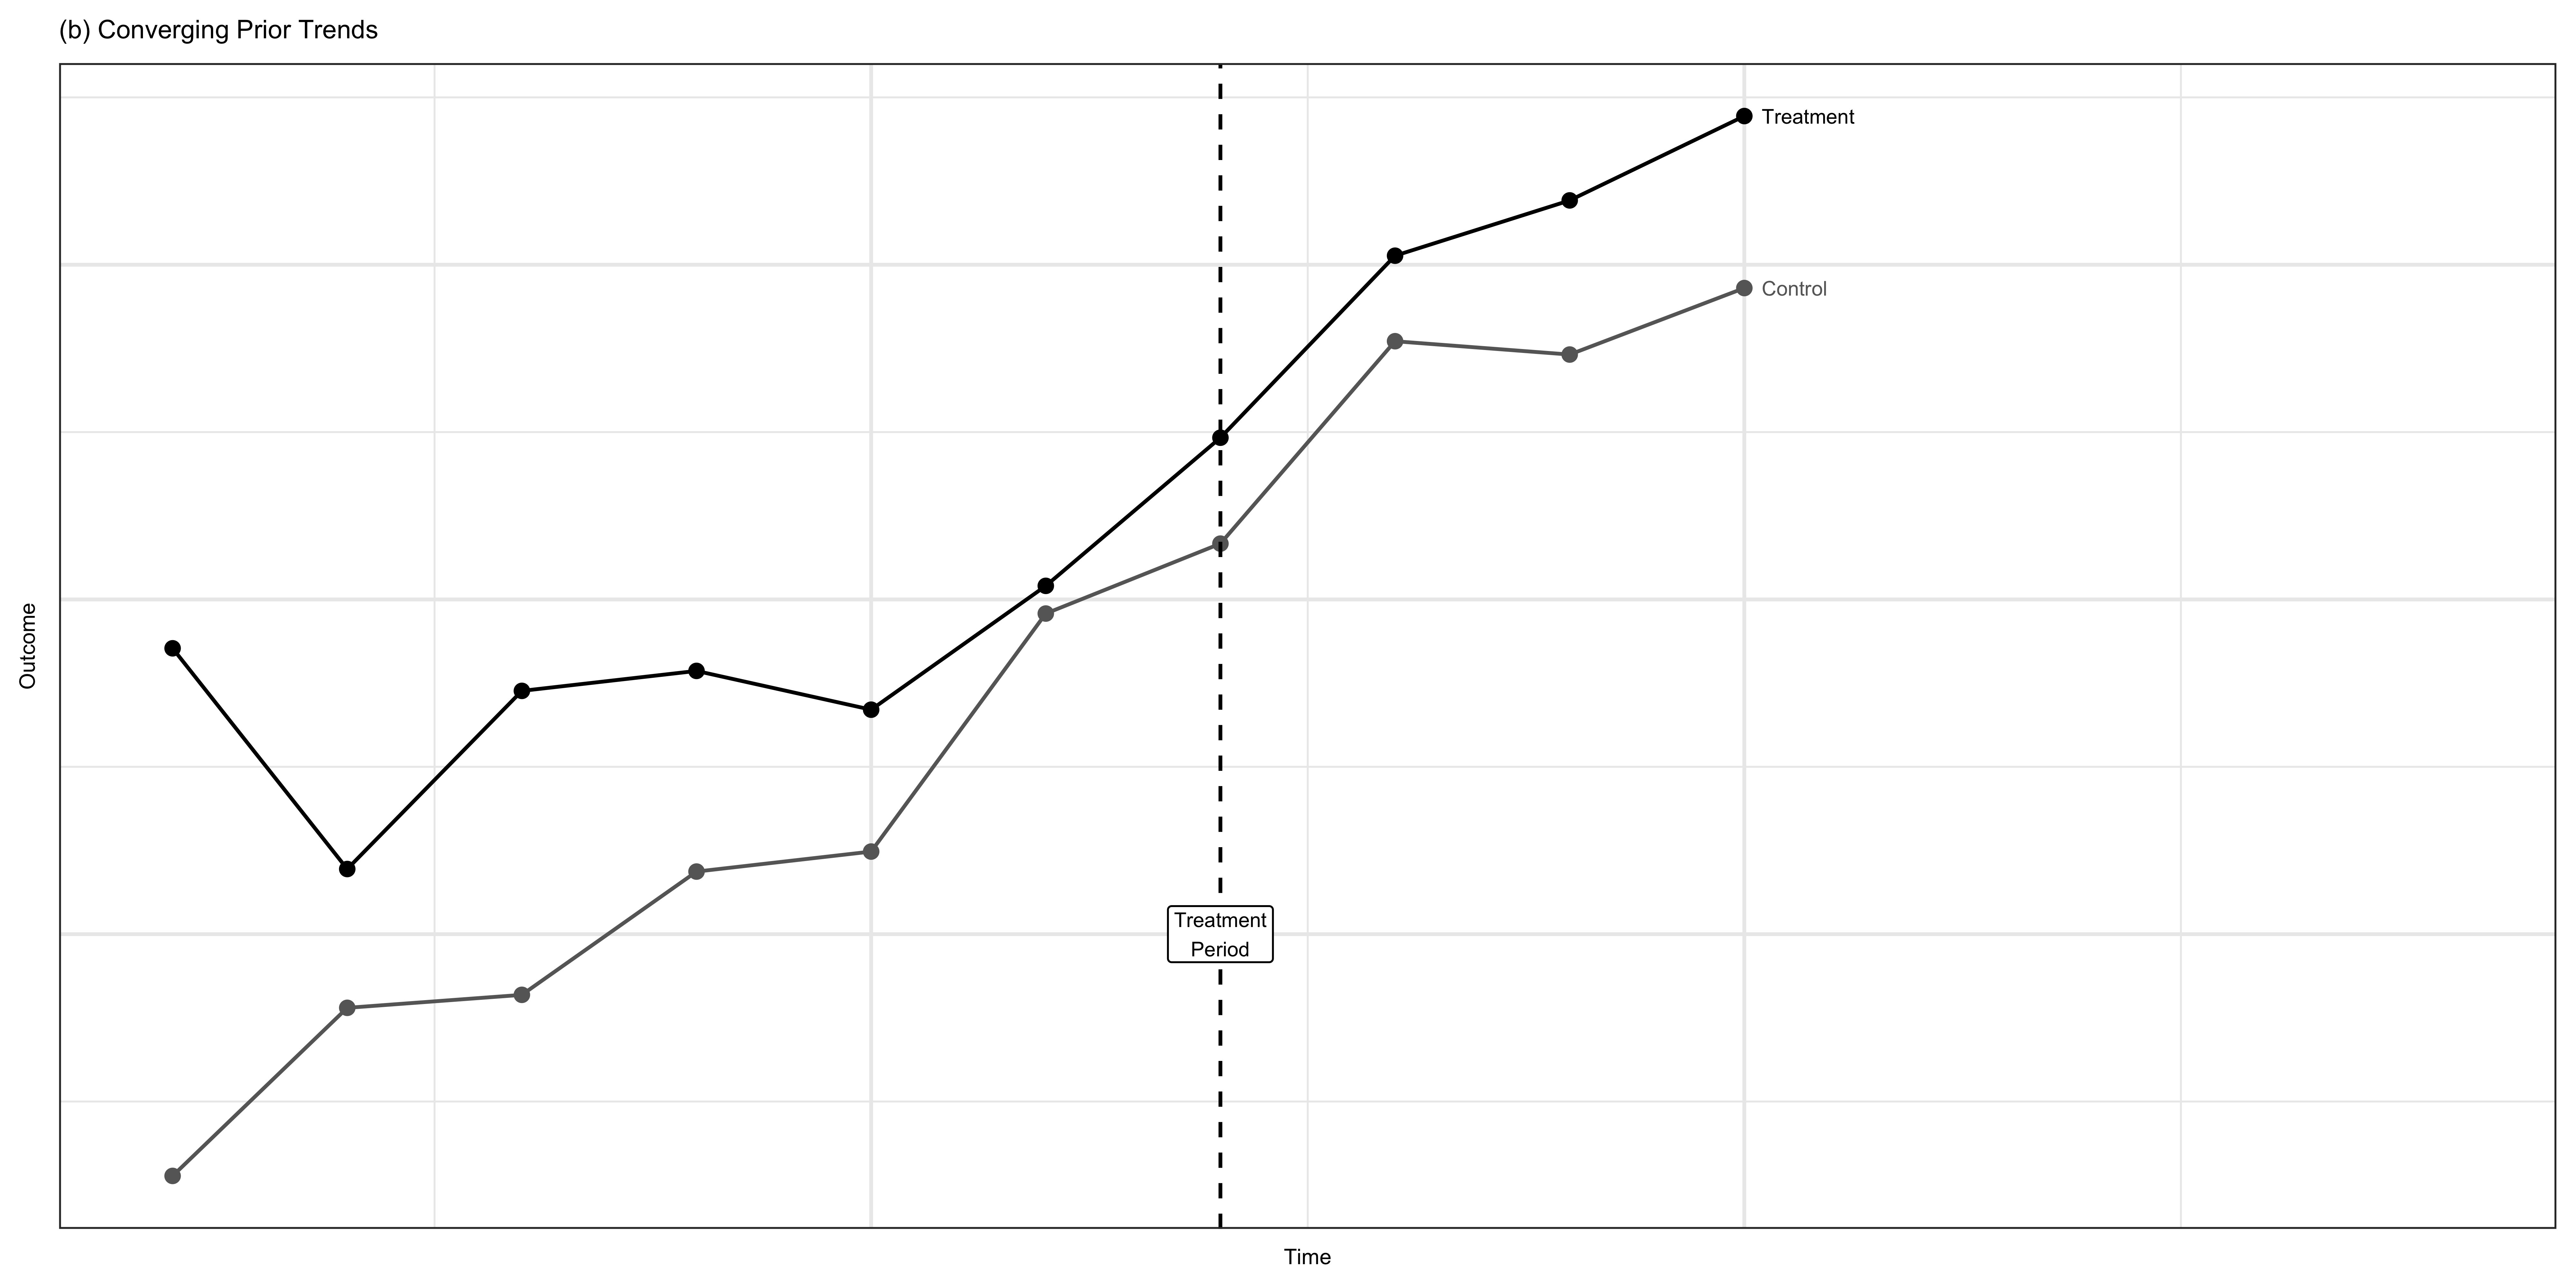 (b) Converging Prior Trends
Treatment
Control
Outcome
Treatment
Period
Time